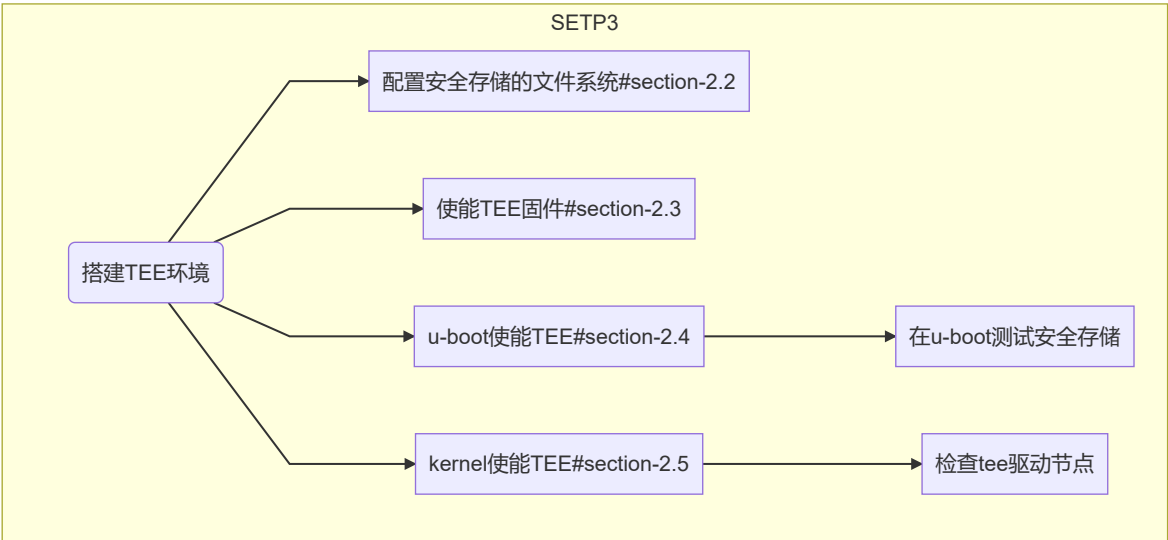 SETP3
配置安全存储的文件系统#section-2.2
使能TEE固件#section-2.3
搭建TEE环境
u-boot使能TEE#section-2.4
在u-boot测试安全存储
kernel使能TEE#section-2.5
检查tee驱动节点